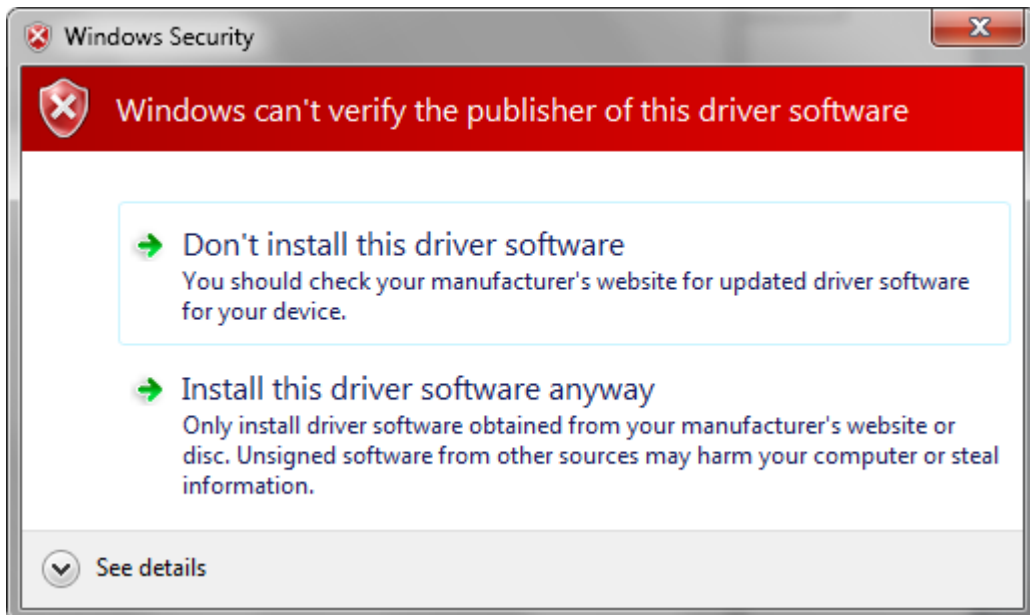 Windows Security
Windows can't verify the publisher of this driver software
Don't install this driver software
You should check your manufacturer's website for updated driver software
for your device.
Install this driver software anyway
Only install driver software obtained from your manufacturer's website or
disc. Unsigned software from other sources may harm your computer or steal
information.
See details